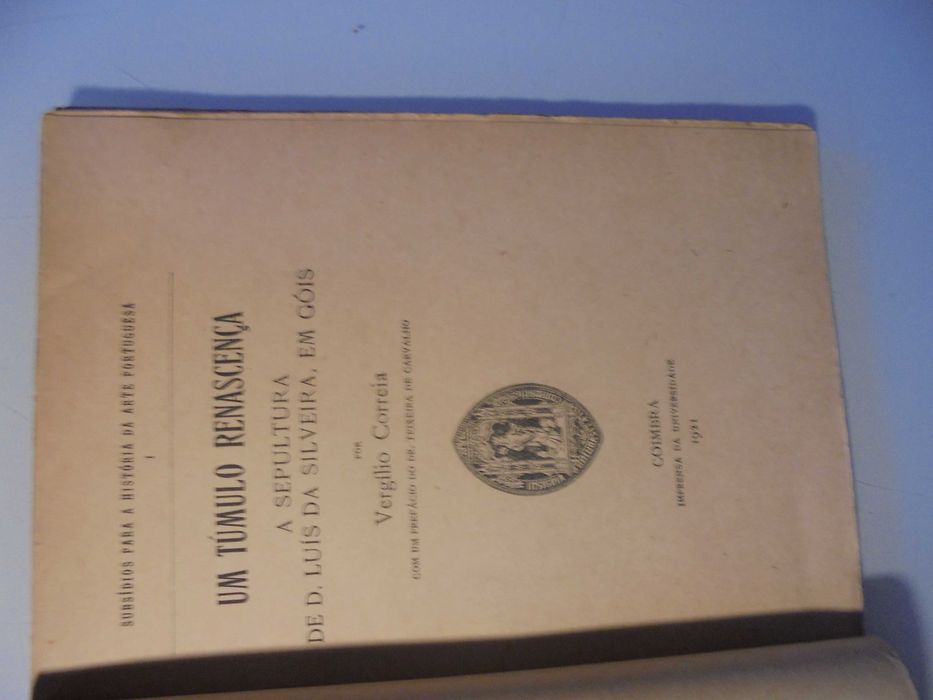 SUBSÍDIOS PARA A HISTÓRIA DA ARTE PORTUGUESA
I
UM TÚMULO RENASCENÇA
A SEPULTURA
DE D. LUÍS DA SILVEIRA, EM GÓIS
POR
Vergílio Correia
COM UM PREFÁCIO DO DR. TEIXEIRA DE CARVALHO
COIMBRA
IMPRENSA DA UNIVERSIDADE
1921